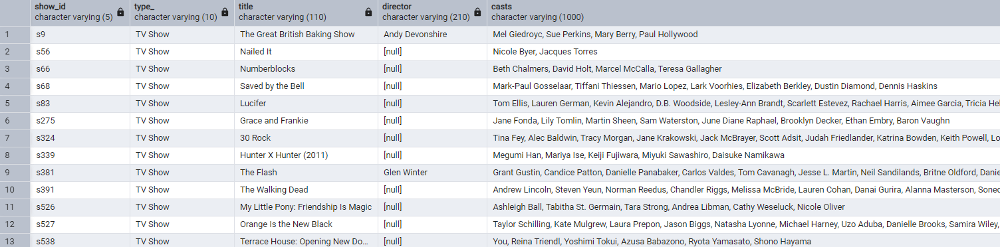 show_id type_ title director casts
character varying (5) character varying (10) character varying (110) character varying (210) character varying (1000)
1 s9 TV Show The Great British Baking Show Andy Devonshire Mel Giedroyc, Sue Perkins, Mary Berry, Paul Hollywood
2 s56 TV Show Nailed It [null] Nicole Byer, Jacques Torres
3 s66 TV Show Numberblocks [null] Beth Chalmers, David Holt, Marcel McCalla, Teresa Gallagher
4 s68 TV Show Saved by the Bell [null] Mark-Paul Gosselaar, Tiffani Thiessen, Mario Lopez, Lark Voorhies, Elizabeth Berkley, Dustin Diamond, Dennis Haskins
5 s83 TV Show Lucifer [null] Tom Ellis, Lauren German, Kevin Alejandro, D.B. Woodside, Lesley-Ann Brandt, Scarlett Estevez, Rachael Harris, Aimee Garcia, Tricia Hel
6 s275 TV Show Grace and Frankie [null] Jane Fonda, Lily Tomlin, Martin Sheen, Sam Waterston, June Diane Raphael, Brooklyn Decker, Ethan Embry, Baron Vaughn
7 s324 TV Show 30 Rock [null] Tina Fey, Alec Baldwin, Tracy Morgan, Jane Krakowski, Jack McBrayer, Scott Adsit, Judah Friedlander, Katrina Bowden, Keith Powell, Lo
8 s339 TV Show Hunter X Hunter (2011) [null] Megumi Han, Mariya Ise, Keiji Fujiwara, Miyuki Sawashiro, Daisuke Namikawa
9 s381 TV Show The Flash Glen Winter Grant Gustin, Candice Patton, Danielle Panabaker, Carlos Valdes, Tom Cavanagh, Jesse L. Martin, Neil Sandilands, Britne Oldford, Danie
10 s391 TV Show The Walking Dead [null] Andrew Lincoln, Steven Yeun, Norman Reedus, Chandler Riggs, Melissa McBride, Lauren Cohan, Danai Gurira, Alanna Masterson, Soneq
11 s526 TV Show My Little Pony: Friendship Is Magic [null] Ashleigh Ball, Tabitha St. Germain, Tara Strong, Andrea Libman, Cathy Weseluck, Nicole Oliver
12 s527 TV Show Orange Is the New Black [null] Taylor Schilling, Kate Mulgrew, Laura Prepon, Jason Biggs, Natasha Lyonne, Michael Harney, Uzo Aduba, Danielle Brooks, Samira Wiley,
13 s538 TV Show Terrace House: Opening New Do... [null] You, Reina Triendl, Yoshimi Tokui, Azusa Babazono, Ryota Yamasato, Shono Hayama